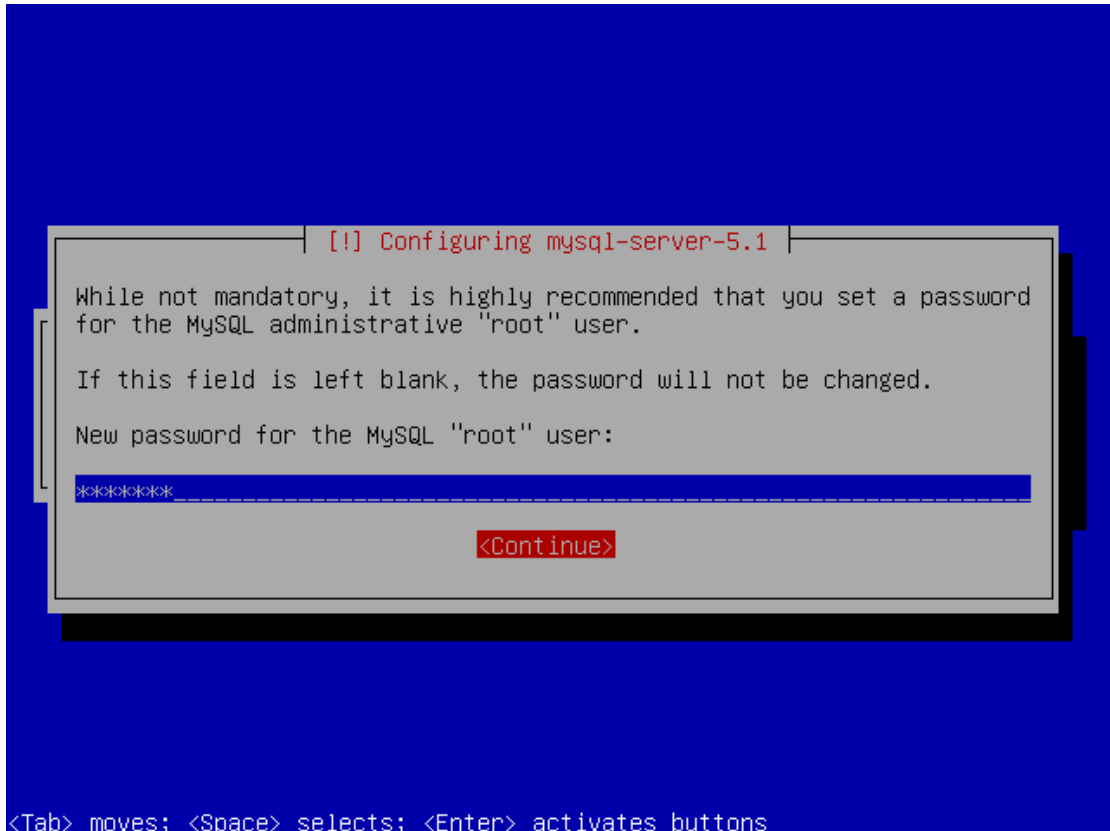 [!] Configuring mysql-server-5.1
While not mandatory, it is highly recommended that you set a password
for the MySQL administrative "root" user.
If this field is left blank, the password will not be changed.
New password for the MySQL "root" user:
*******
<Continue>
<Tab> moves; <Space> selects; <Enter> activates buttons